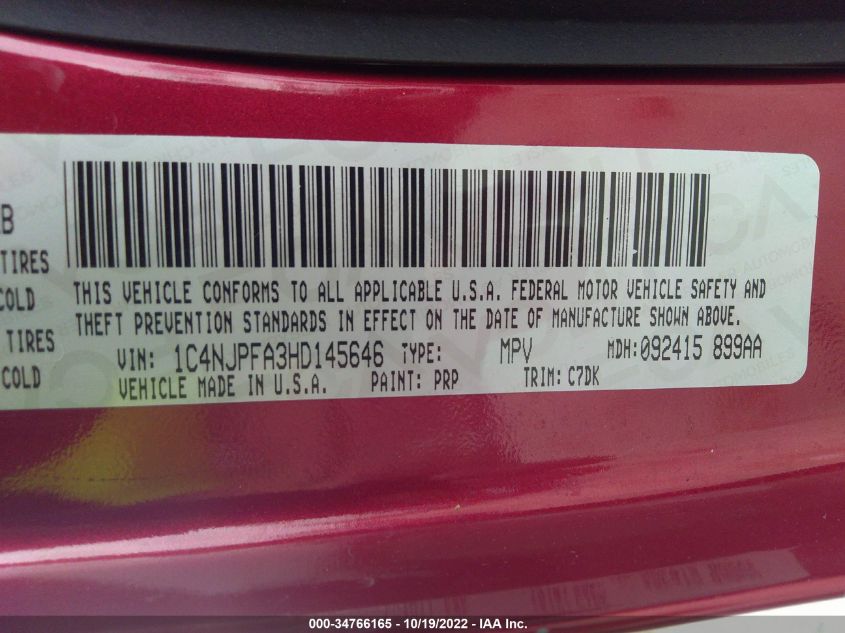 B
TIRES
COLD
TIRES
COLD
THIS VEHICLE CONFORMS TO ALL APPLICABLE U.S.A. FEDERAL MOTOR VEHICLE SAFETY AND
THEFT PREVENTION STANDARDS IN EFFECT ON THE DATE OF MANUFACTURE SHOWN ABOVE.
VIN: 1C4NJPFA3HD145646 TYPE: MPV MDH:092415 899AA
VEHICLE MADE IN U.S.A. PAINT: PRP TRIM: C7DK
000-34766165 - 10/19/2022 - IAA Inc.